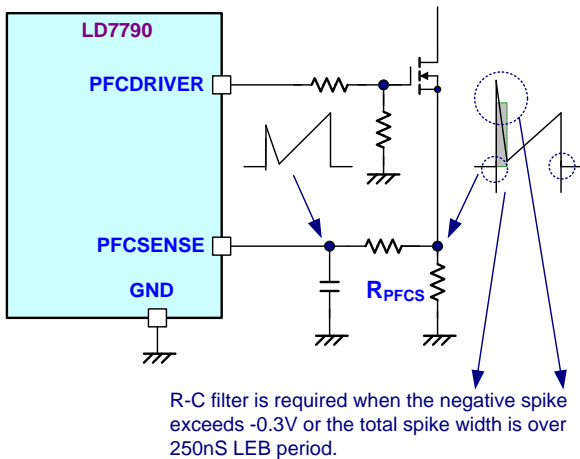 LD7790
PFCDRIVER
PFCSENSE
RPFCS
GND
R-C filter is required when the negative spike
exceeds -0.3V or the total spike width is over
250nS LEB period.